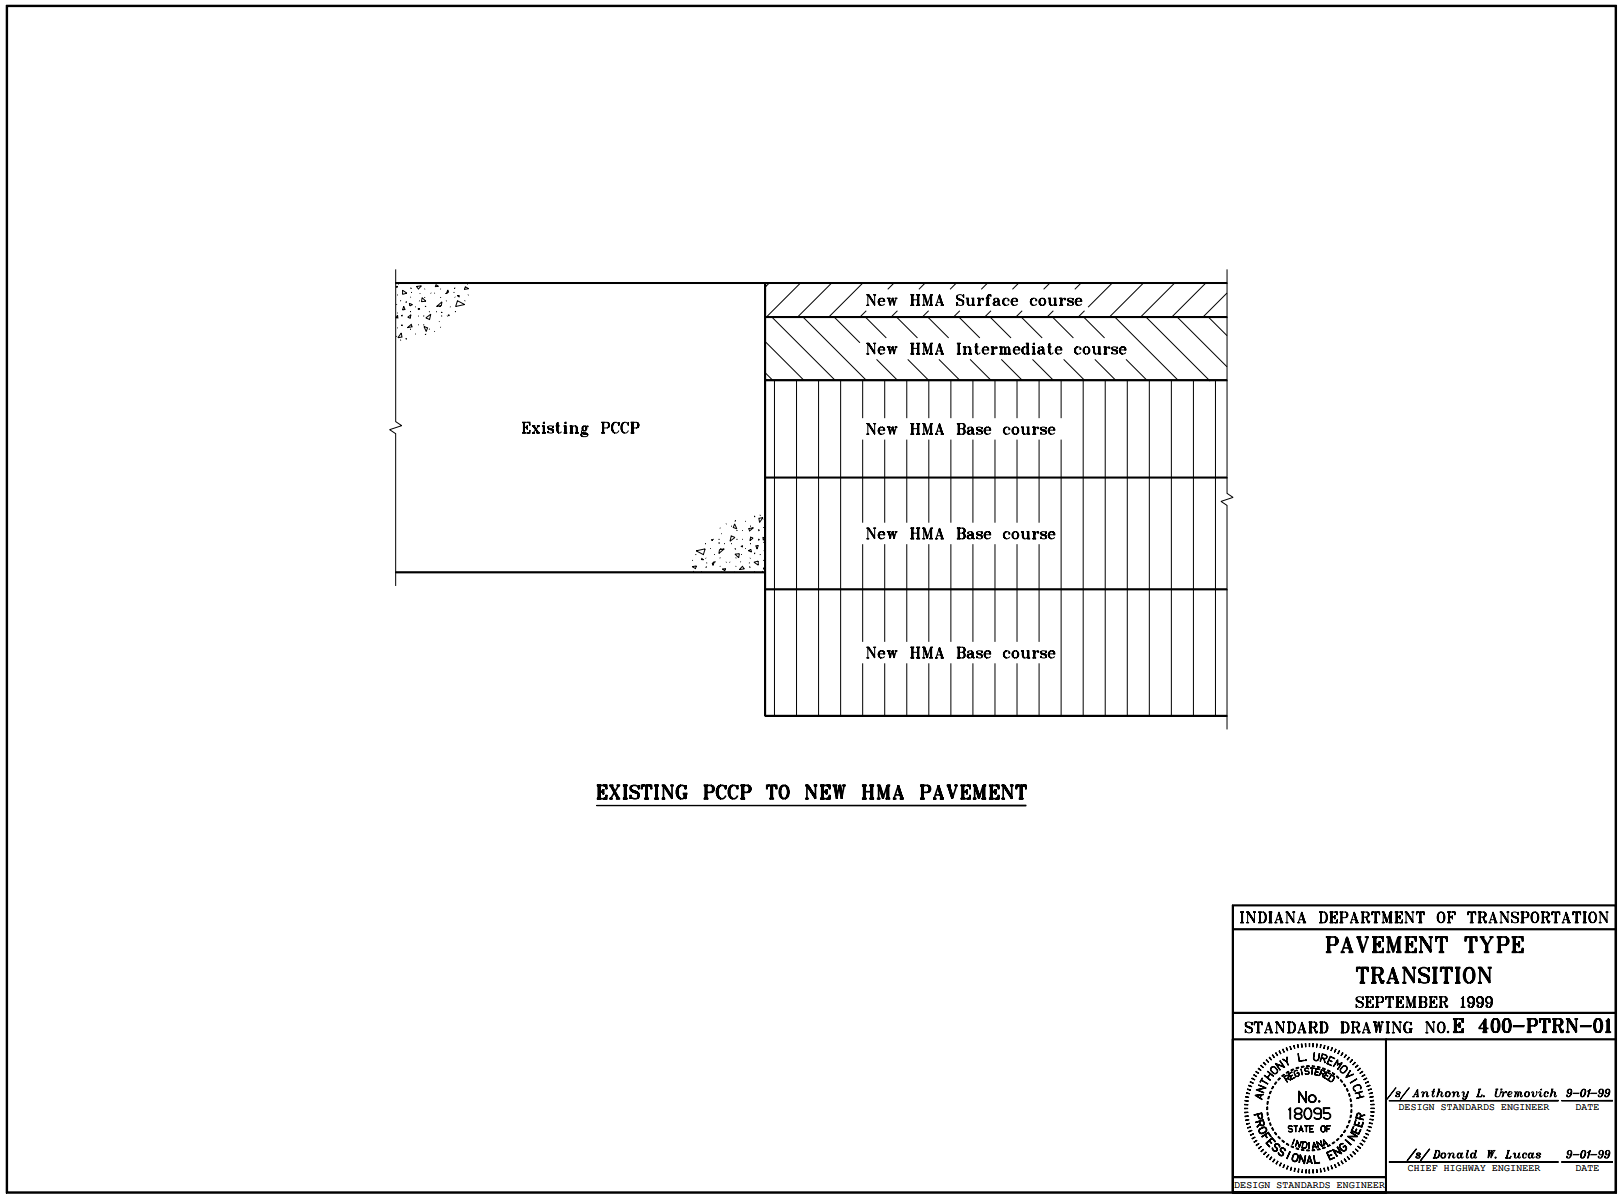 New HMA Surface course
New HMA Intermediate course
Existing PCCP
New HMA Base course
New HMA Base course
New HMA Base course
EXISTING PCCP TO NEW HMA PAVEMENT
INDIANA DEPARTMENT OF TRANSPORTATION
PAVEMENT TYPE
TRANSITION
SEPTEMBER 1999
STANDARD DRAWING NO. E 400-PTRN-01
ANTHONY L. UREMOVICH
REGISTERED
No.
18095
STATE OF
INDIANA
PROFESSIONAL ENGINEER
DESIGN STANDARDS ENGINEER
/s/ Anthony L. Uremovich 9-01-99
DESIGN STANDARDS ENGINEER DATE
/s/ Donald W. Lucas 9-01-99
CHIEF HIGHWAY ENGINEER DATE